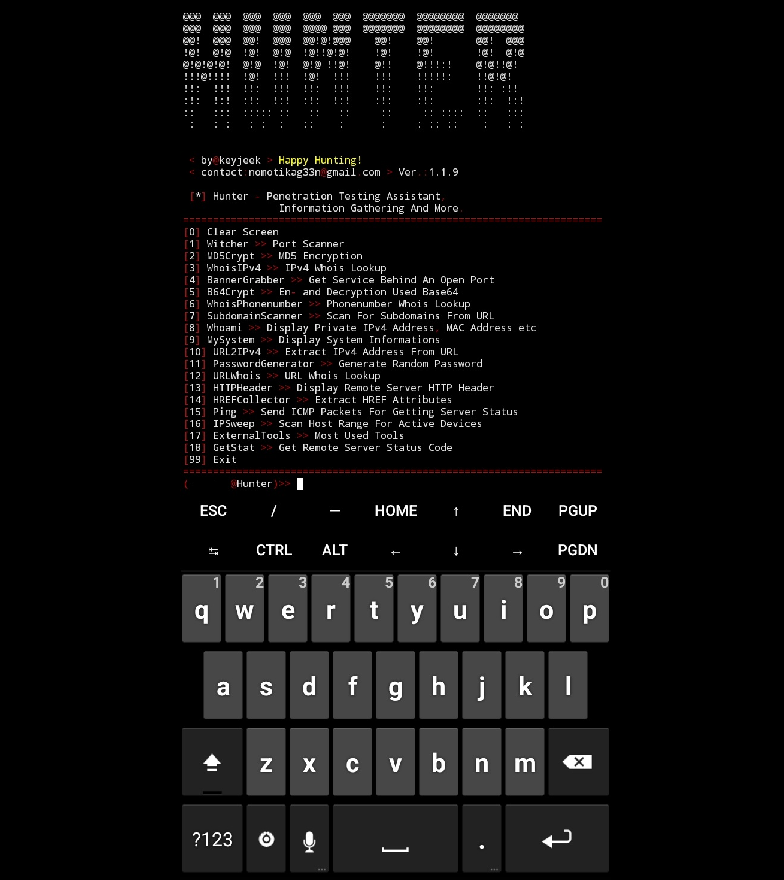 HUNTER
< by@keyjeek > Happy Hunting!
< contact.nomotikag33n@gmail.com > Ver.:1.1.9
[*] Hunter - Penetration Testing Assistant,
Information Gathering And More
[0] Clear Screen
[1] Witcher >> Port Scanner
[2] MD5Crypt >> MD5 Encryption
[3] WhoisIPv4 >> IPv4 Whois Lookup
[4] BannerGrabber >> Get Service Behind An Open Port
[5] B64Crypt >> En- and Decryption Used Base64
[6] WhoisPhonenumber >> Phonenumber Whois Lookup
[7] SubdomainScanner >> Scan For Subdomains From URL
[8] Whoami >> Display Private IPv4 Address, MAC Address etc
[9] MySystem >> Display System Informations
[10] URL2IPv4 >> Extract IPv4 Address From URL
[11] PasswordGenerator >> Generate Random Password
[12] URLWhois >> URL Whois Lookup
[13] HTTPHeader >> Display Remote Server HTTP Header
[14] HREFCollector >> Extract HREF Attributes
[15] Ping >> Send ICMP Packets For Getting Server Status
[16] IPSweep >> Scan Host Range For Active Devices
[17] ExternalTools >> Most Used Tools
[18] GetStat >> Get Remote Server Status Code
[99] Exit
( @Hunter)>>
ESC / — HOME ↑ END PGUP
⇆ CTRL ALT ← ↓ → PGDN
1 2 3 4 5 6 7 8 9 0
q w e r t y u i o p
a s d f g h j k l
z x c v b n m
?123 .